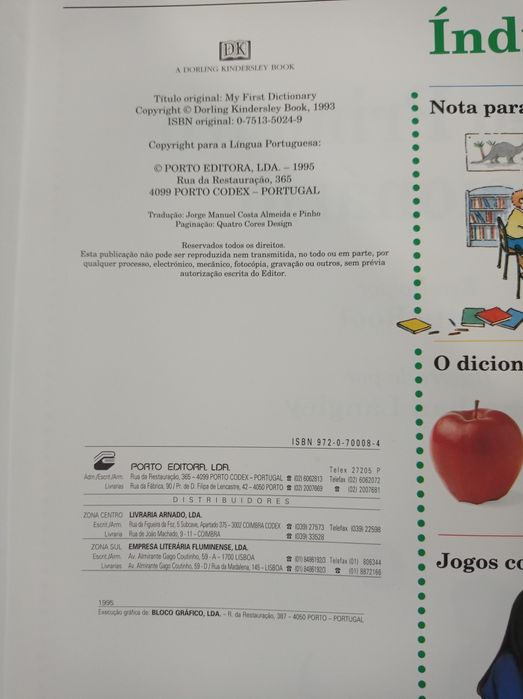 DK
A DORLING KINDERSLEY BOOK
Título original: My First Dictionary
Copyright © Dorling Kindersley Book, 1993
ISBN original: 0-7513-5024-9
Copyright para a Língua Portuguesa:
© PORTO EDITORA, LDA. – 1995
Rua da Restauração, 365
4099 PORTO CODEX – PORTUGAL
Tradução: Jorge Manuel Costa Almeida e Pinho
Paginação: Quatro Cores Design
Reservados todos os direitos.
Esta publicação não pode ser reproduzida nem transmitida, no todo ou em parte, por
qualquer processo, electrónico, mecânico, fotocópia, gravação ou outros, sem prévia
autorização escrita do Editor.
ISBN 972-0-70008-4
PORTO EDITORA, LDA. Telex 27205 P
Adm./Escrit./Arm. Rua da Restauração, 365 – 4099 PORTO CODEX – PORTUGAL ☎ (02) 6062813 Telefax (02) 6062072
Livrarias Rua da Fábrica, 90 / Pr. de D. Filipa de Lencastre, 42 – 4050 PORTO ☎ (02) 2007669 ☎ (02) 2007681
DISTRIBUIDORES
ZONA CENTRO LIVRARIA ARNADO, LDA.
Escrit./Arm. Rua da Figueira da Foz, 5 Subcave, Apartado 375 - 3002 COIMBRA CODEX ☎ (039) 27573 Telefax (039) 22598
Livraria Rua de João Machado, 9 - 11 – COIMBRA ☎ (039) 33528
ZONA SUL EMPRESA LITERÁRIA FLUMINENSE, LDA.
Escrit./Arm. Av. Almirante Gago Coutinho, 59 - A – 1700 LISBOA ☎ (01) 8486192/3 Telefax (01) 806344
Livrarias Av. Almirante Gago Coutinho, 59 - D / Rua da Madalena, 145 – LISBOA ☎ (01) 8486192/3 ☎ (01) 8872166
1995
Execução gráfica de: BLOCO GRÁFICO, LDA. – R. da Restauração, 387 – 4050 PORTO – PORTUGAL
Índ
Nota para
O dicion
Jogos co